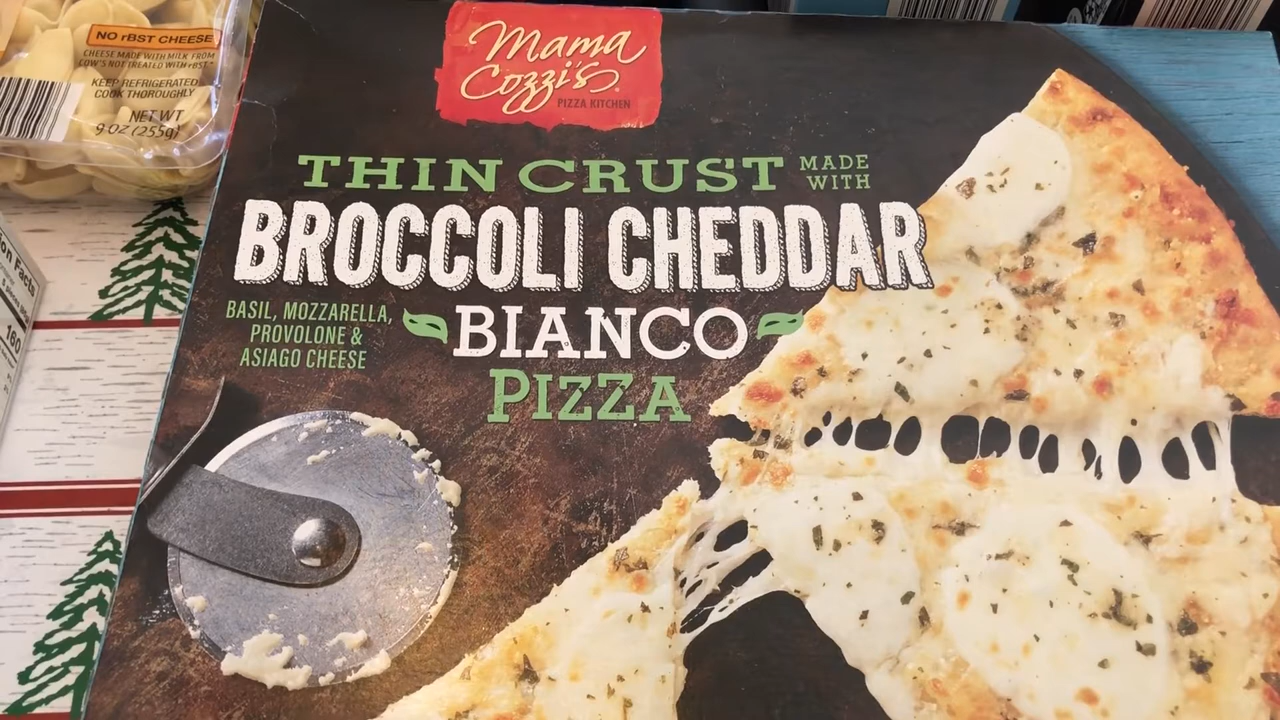 NO rBST CHEESE
CHEESE MADE WITH MILK FROM
COW'S NOT TREATED WITH rBST.*
KEEP REFRIGERATED
COOK THOROUGHLY
NET WT
9 OZ (255g)
on Facts
160
Mama
Cozzi's®
PIZZA KITCHEN
THIN CRUST MADE WITH
BROCCOLI CHEDDAR
BASIL, MOZZARELLA,
PROVOLONE &
ASIAGO CHEESE
BIANCO
PIZZA